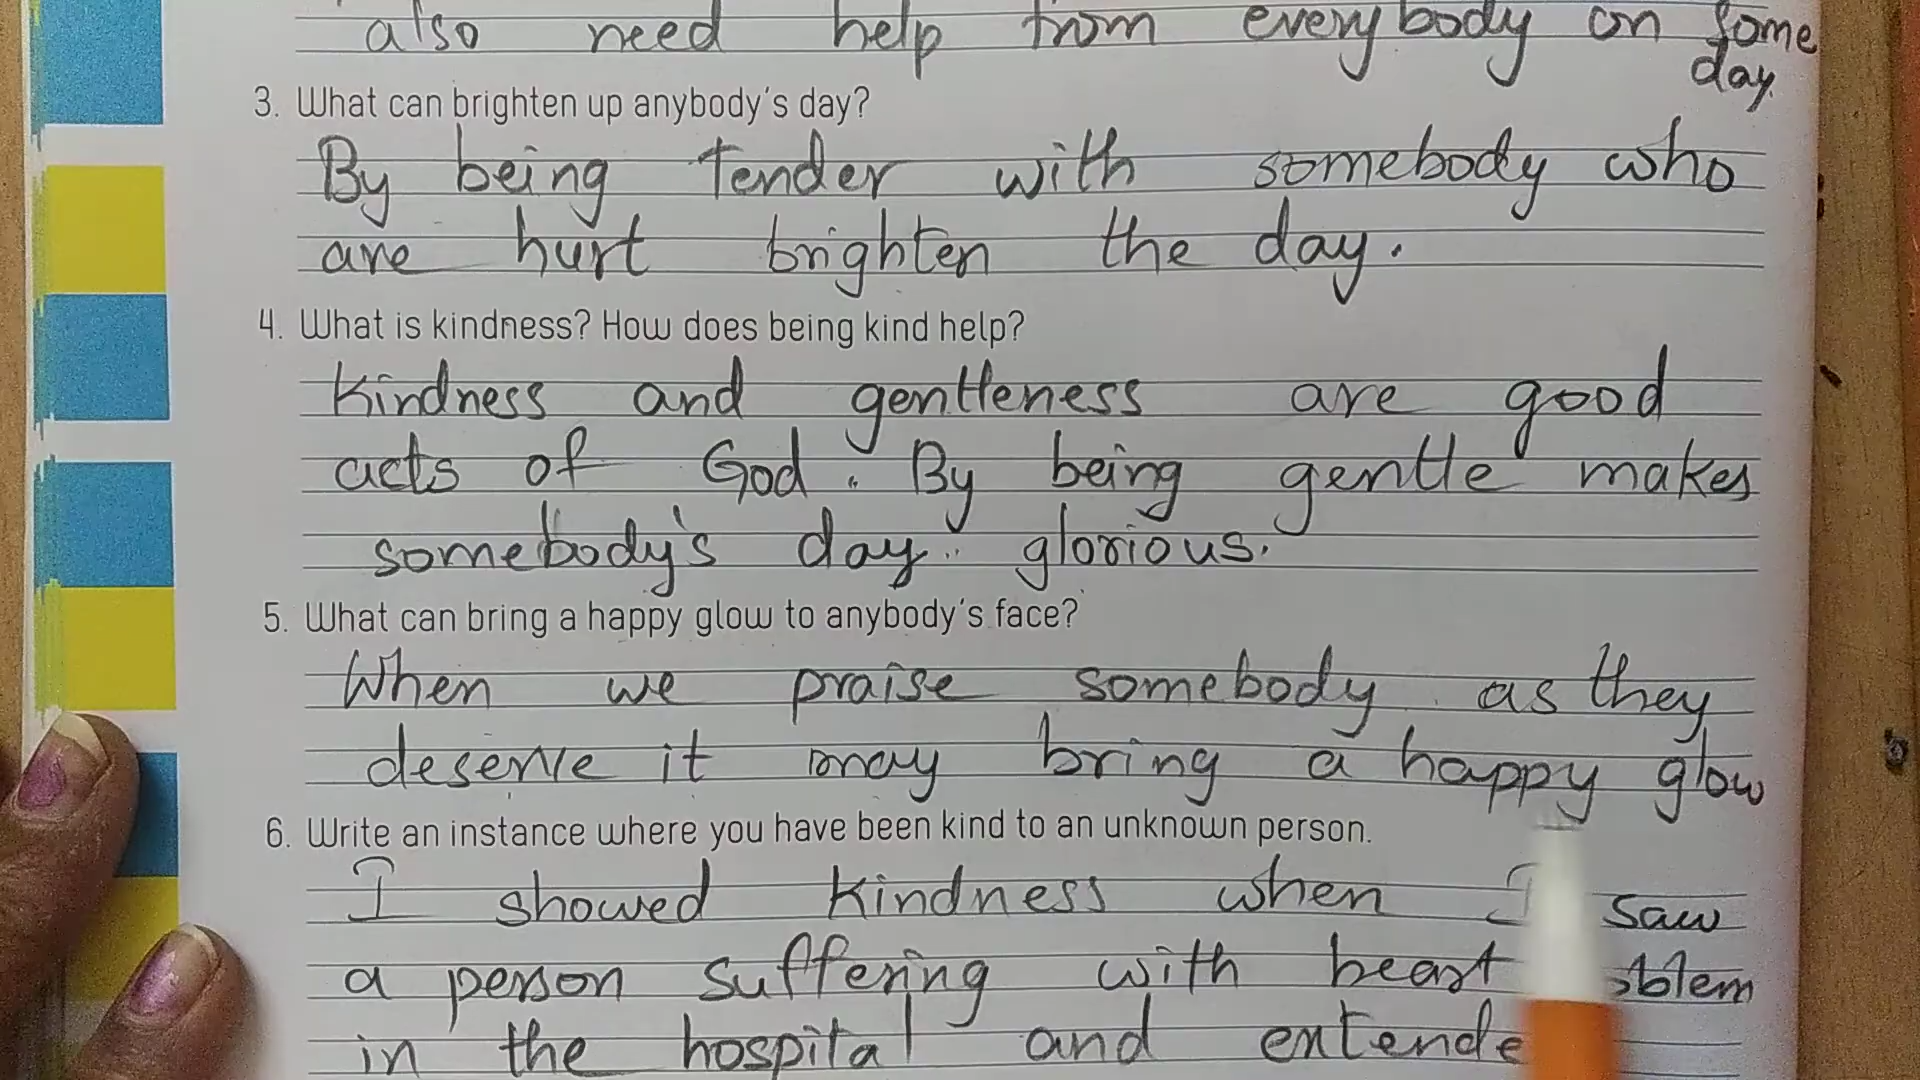 also need help from everybody on some
day.
3. What can brighten up anybody's day?
By being tender with somebody who
are hurt brighten the day.
4. What is kindness? How does being kind help?
Kindness and gentleness are good
acts of God. By being gentle makes
somebody's day glorious.
5. What can bring a happy glow to anybody's face?
When we praise somebody as they
deserve it may bring a happy glow
6. Write an instance where you have been kind to an unknown person.
I showed kindness when I saw
a person suffering with heart
in the hospital and